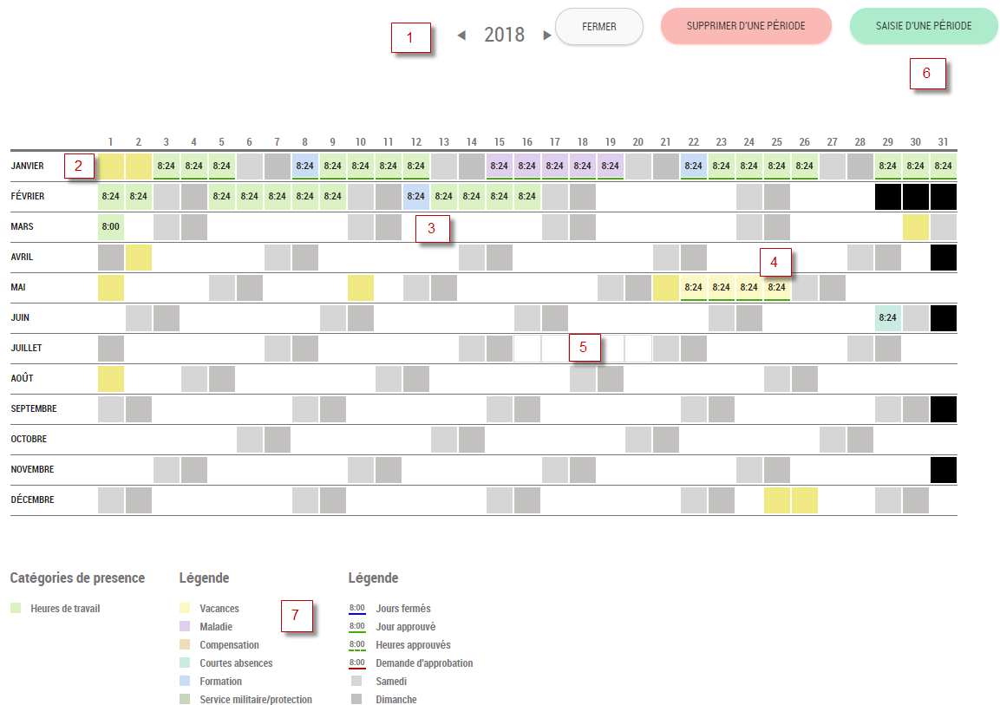 1 ◀ 2018 ▶ FERMER SUPPRIMER D'UNE PÉRIODE SAISIE D'UNE PÉRIODE
6
1 2 3 4 5 6 7 8 9 10 11 12 13 14 15 16 17 18 19 20 21 22 23 24 25 26 27 28 29 30 31
JANVIER 2 8:24 8:24 8:24 8:24 8:24 8:24 8:24 8:24 8:24 8:24 8:24 8:24 8:24 8:24 8:24 8:24 8:24 8:24 8:24 8:24 8:24
FÉVRIER 8:24 8:24 8:24 8:24 8:24 8:24 8:24 8:24 8:24 8:24 8:24 8:24
MARS 8:00 3
AVRIL 4
MAI 8:24 8:24 8:24 8:24
JUIN 8:24
JUILLET 5
AOÛT
SEPTEMBRE
OCTOBRE
NOVEMBRE
DÉCEMBRE
Catégories de presence Légende Légende
Heures de travail Vacances 7 8:00 Jours fermés
Maladie 8:00 Jour approuvé
Compensation 8:00 Heures approuvés
Courtes absences 8:00 Demande d'approbation
Formation Samedi
Service militaire/protection Dimanche